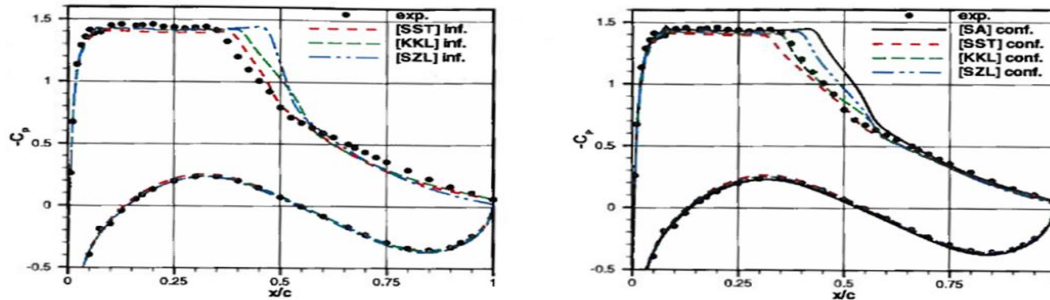 1.5
exp.
[SST] inf.
[KKL] inf.
[SZL] inf.
1
-Cp
0.5
0
-0.5
0
0.25
0.5
0.75
1
x/c
1.5
exp.
[SA] conf.
[SST] conf.
[KKL] conf.
[SZL] conf.
1
-Cp
0.5
0
-0.5
0
0.25
0.5
0.75
1
x/c